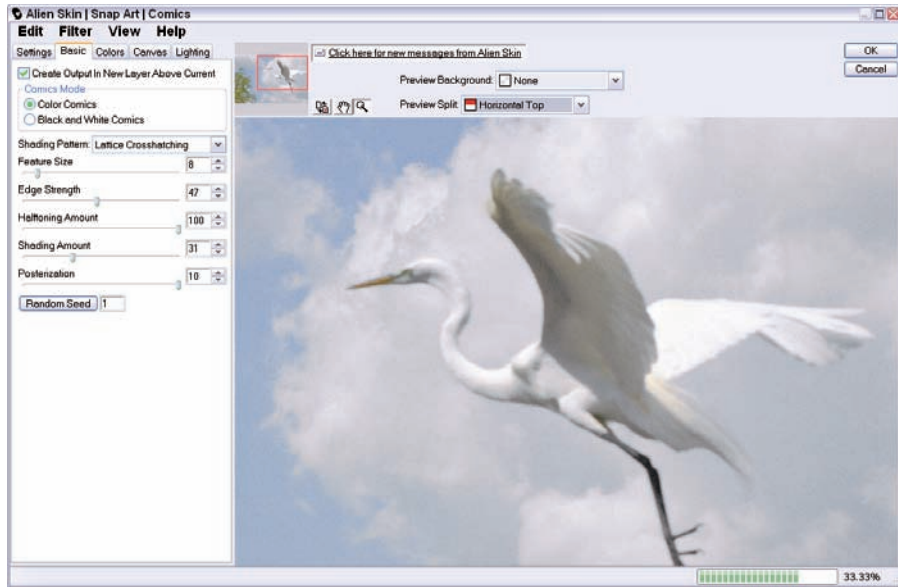 Alien Skin | Snap Art | Comics
Edit Filter View Help
Settings Basic Colors Canvas Lighting
Create Output In New Layer Above Current
Comics Mode
Color Comics
Black and White Comics
Shading Pattern: Lattice Crosshatching
Feature Size 8
Edge Strength 47
Halftoning Amount 100
Shading Amount 31
Posterization 10
Random Seed 1
Click here for new messages from Alien Skin
Preview Background: None
Preview Split: Horizontal Top
OK
Cancel
33.33%